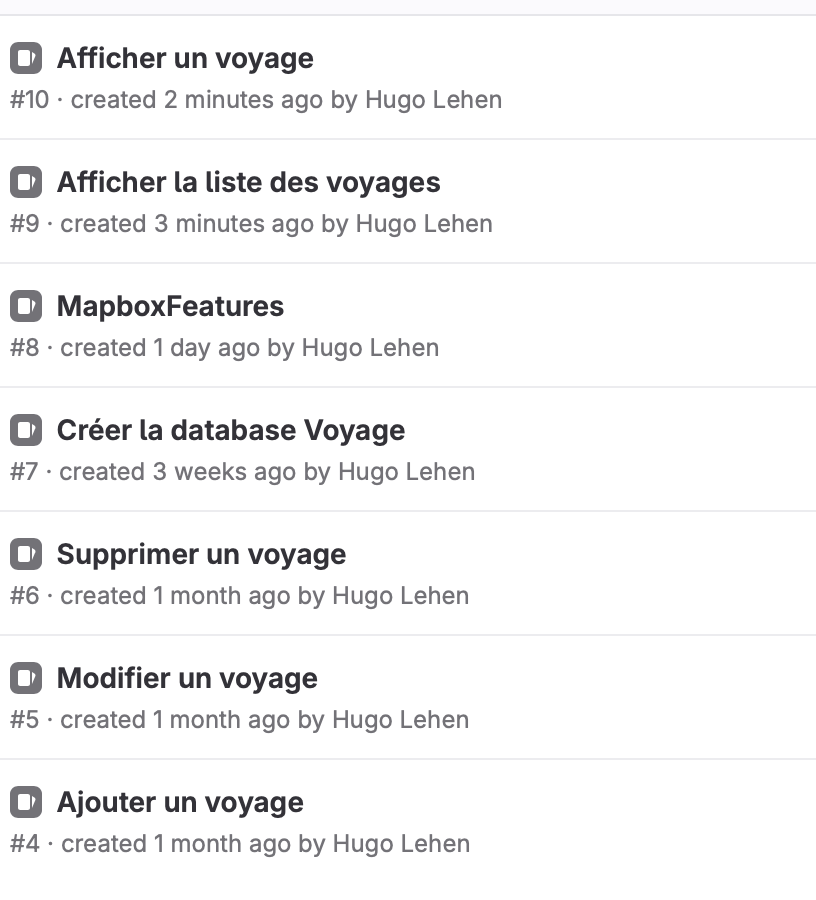 Afficher un voyage
#10 · created 2 minutes ago by Hugo Lehen
Afficher la liste des voyages
#9 · created 3 minutes ago by Hugo Lehen
MapboxFeatures
#8 · created 1 day ago by Hugo Lehen
Créer la database Voyage
#7 · created 3 weeks ago by Hugo Lehen
Supprimer un voyage
#6 · created 1 month ago by Hugo Lehen
Modifier un voyage
#5 · created 1 month ago by Hugo Lehen
Ajouter un voyage
#4 · created 1 month ago by Hugo Lehen